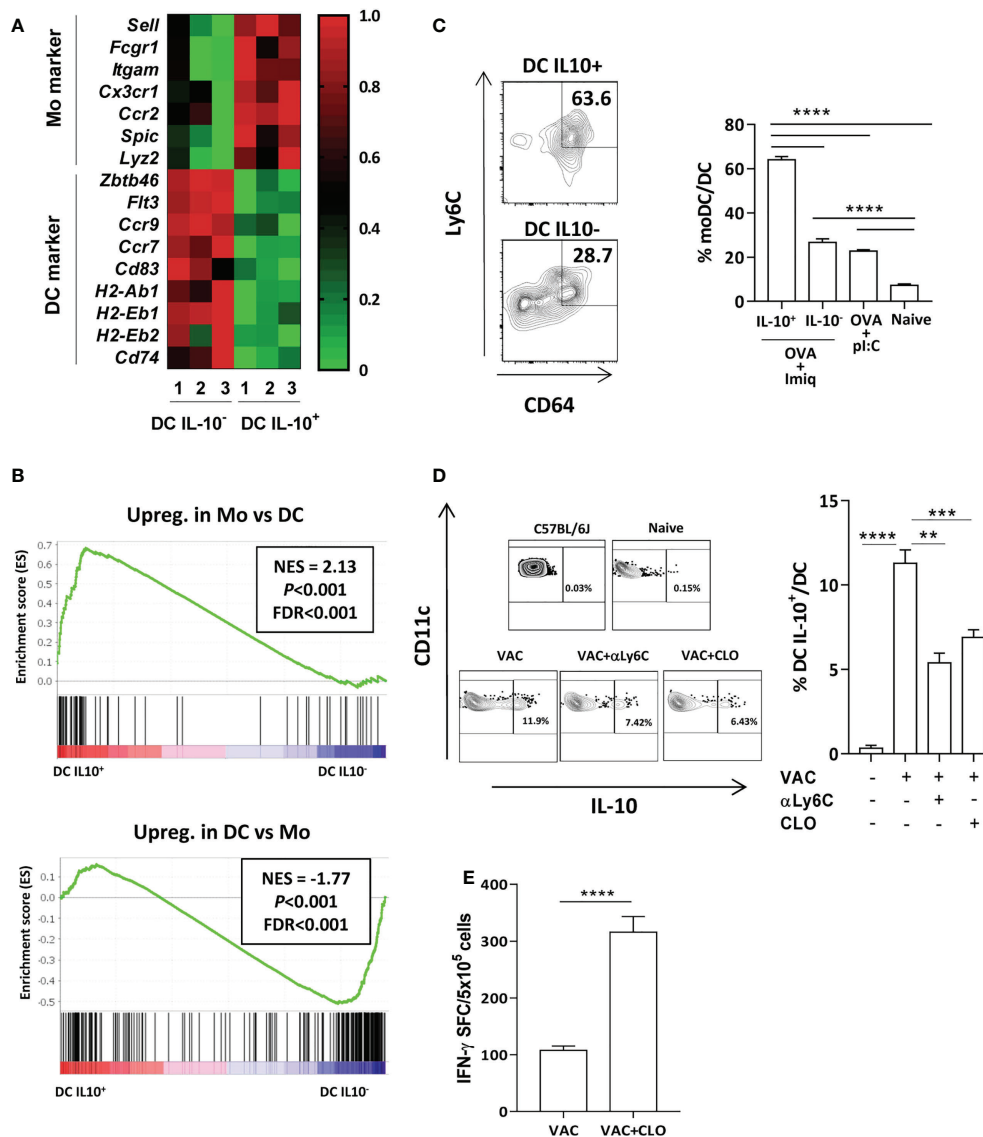 A
Mo marker
Sell
Fcgr1
Itgam
Cx3cr1
Ccr2
Spic
Lyz2
DC marker
Zbtb46
Flt3
Ccr9
Ccr7
Cd83
H2-Ab1
H2-Eb1
H2-Eb2
Cd74
1 2 3 1 2 3
DC IL-10⁻ DC IL-10⁺
1.0
0.8
0.6
0.4
0.2
0
B
Upreg. in Mo vs DC
Enrichment score (ES)
0.7
0.6
0.5
0.4
0.3
0.2
0.1
0.0
NES = 2.13
P<0.001
FDR<0.001
DC IL10⁺ DC IL10⁻
Upreg. in DC vs Mo
Enrichment score (ES)
0.1
0.0
-0.1
-0.2
-0.3
-0.4
-0.5
NES = -1.77
P<0.001
FDR<0.001
DC IL10⁺ DC IL10⁻
C
Ly6C
DC IL10+
63.6
DC IL10-
28.7
CD64
% moDC/DC
80
60
40
20
0
****
****
IL-10⁺ IL-10⁻ OVA + pI:C Naive
OVA + Imiq
D
CD11c
C57BL/6J Naive
0.03% 0.15%
VAC VAC+αLy6C VAC+CLO
11.9% 7.42% 6.43%
IL-10
% DC IL-10⁺/DC
15
10
5
0
**** *** **
VAC - + + +
αLy6C - - + -
CLO - - - +
E
IFN-γ SFC/5x10⁵ cells
400
300
200
100
0
****
VAC VAC+CLO